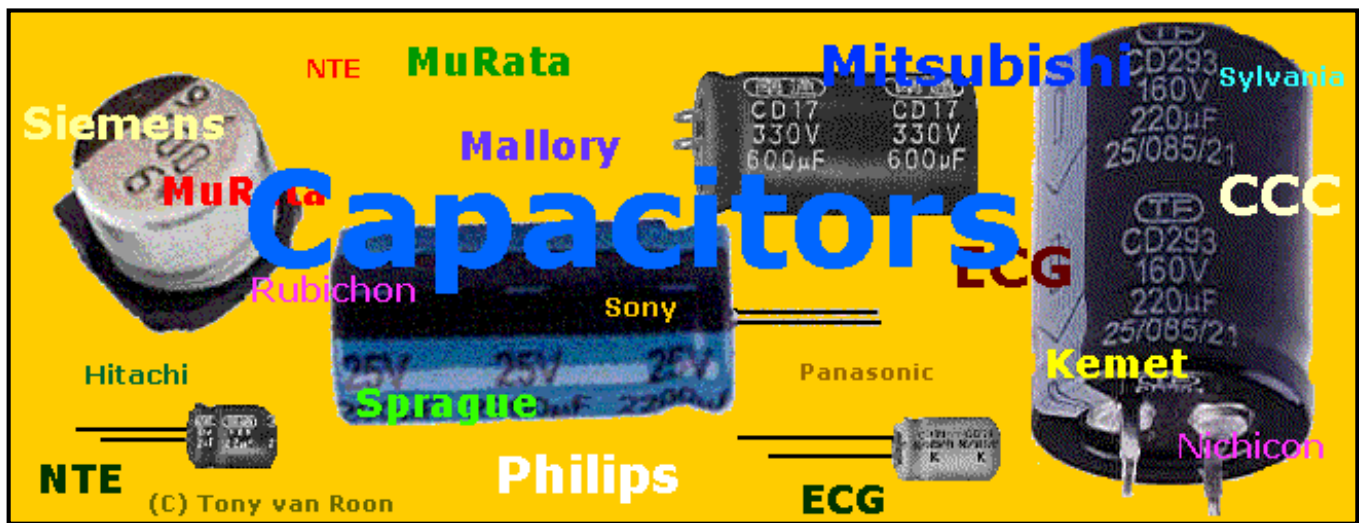 NTE
MuRata
Mitsubishi
Sylvania
Siemens
Mallory
CD17
330V
600µF
CD17
330V
600µF
CD293
160V
220µF
25/085/21
MuRata
Capacitors
CCC
CD293
160V
220µF
25/085/21
ECG
Rubichon
Sony
25V 25V 25V
Hitachi
Panasonic
Kemet
Sprague
2200µF
Nichicon
K K
NTE
Philips
ECG
(C) Tony van Roon